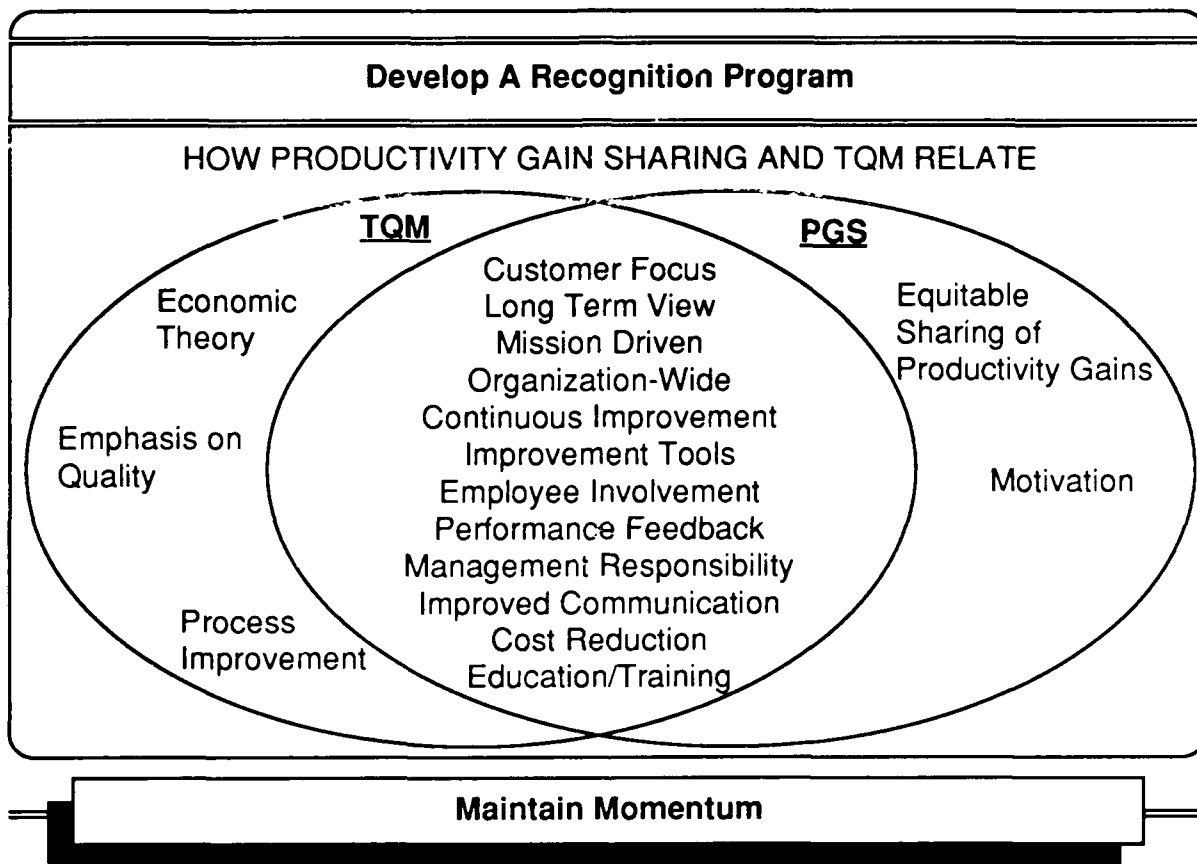 Develop A Recognition Program
HOW PRODUCTIVITY GAIN SHARING AND TQM RELATE
TQM
Economic
Theory
Emphasis on
Quality
Process
Improvement
Customer Focus
Long Term View
Mission Driven
Organization-Wide
Continuous Improvement
Improvement Tools
Employee Involvement
Performance Feedback
Management Responsibility
Improved Communication
Cost Reduction
Education/Training
PGS
Equitable
Sharing of
Productivity Gains
Motivation
Maintain Momentum